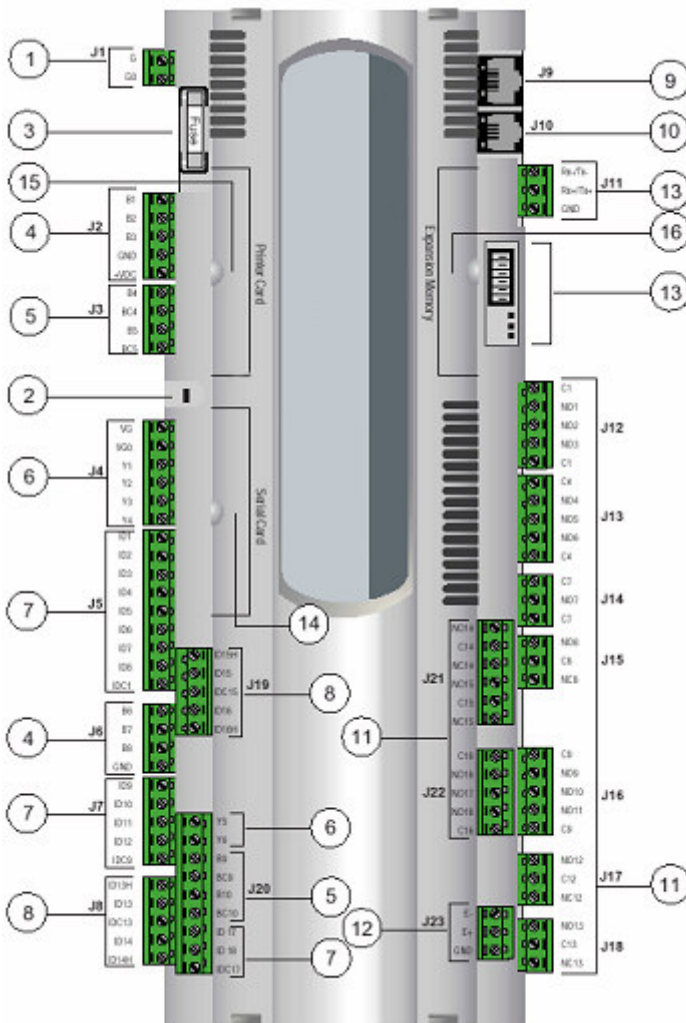 1
J1
G
G0
3
Fuse
15
4
J2
B1
B2
B3
GND
+VDC
5
J3
B4
BC4
B5
BC5
2
6
J4
VG
VG0
Y1
Y2
Y3
Y4
7
J5
ID1
ID2
ID3
ID4
ID5
ID6
ID7
ID8
IDC1
4
J6
B6
B7
B8
GND
7
J7
ID9
ID10
ID11
ID12
IDC9
8
J8
ID13H
ID13
IDC13
ID14
ID14H
Printer Card
Serial Card
14
ID15H
ID15
IDC15
ID16
ID16H
J19
8
Y5
Y6
B9
BC9
B10
BC10
ID 17
ID 18
IDC17
J20
6
5
7
Expansion Memory
J9
9
J10
10
Rx-/Tx-
Rx+/Tx+
GND
J11
13
16
13
C1
NO1
NO2
NO3
C1
J12
C4
NO4
NO5
NO6
C4
J13
C7
NO7
C7
J14
NO8
C8
NC8
J15
J21
NO14
C14
NC14
NO15
C15
NC15
11
J22
C16
NO16
NO17
NO18
C16
C9
NO9
NO10
NO11
C9
J16
NO12
C12
NC12
J17
11
12
J23
E-
E+
GND
NO13
C13
NC13
J18